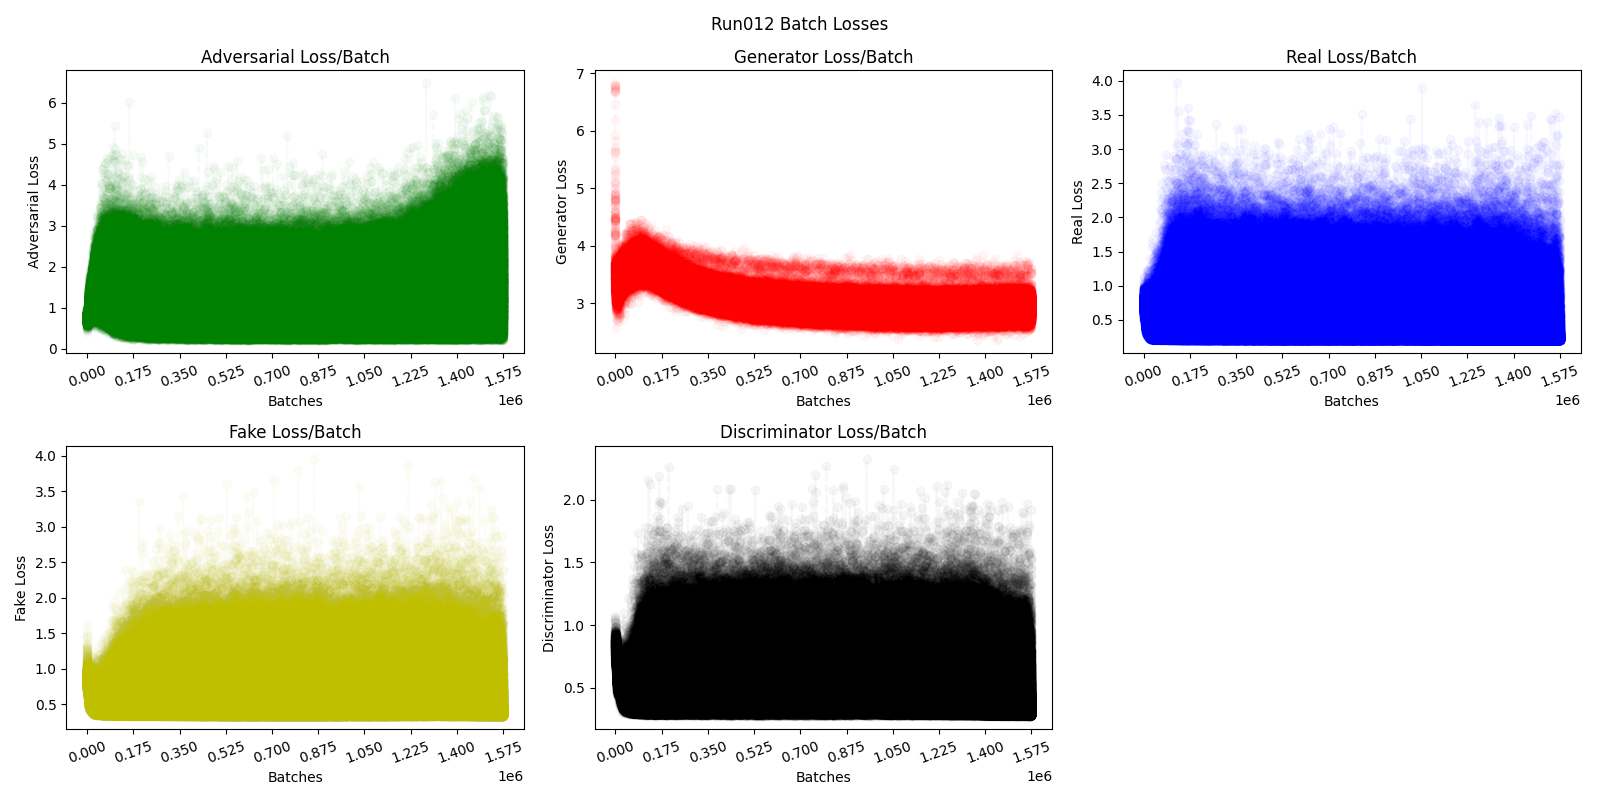 Run012 Batch Losses
Adversarial Loss/Batch
Adversarial Loss
6
5
4
3
2
1
0
0.000 0.175 0.350 0.525 0.700 0.875 1.050 1.225 1.400 1.575
1e6
Batches
Generator Loss/Batch
Generator Loss
7
6
5
4
3
0.000 0.175 0.350 0.525 0.700 0.875 1.050 1.225 1.400 1.575
1e6
Batches
Real Loss/Batch
Real Loss
4.0
3.5
3.0
2.5
2.0
1.5
1.0
0.5
0.000 0.175 0.350 0.525 0.700 0.875 1.050 1.225 1.400 1.575
1e6
Batches
Fake Loss/Batch
Fake Loss
4.0
3.5
3.0
2.5
2.0
1.5
1.0
0.5
0.000 0.175 0.350 0.525 0.700 0.875 1.050 1.225 1.400 1.575
1e6
Batches
Discriminator Loss/Batch
Discriminator Loss
2.0
1.5
1.0
0.5
0.000 0.175 0.350 0.525 0.700 0.875 1.050 1.225 1.400 1.575
1e6
Batches